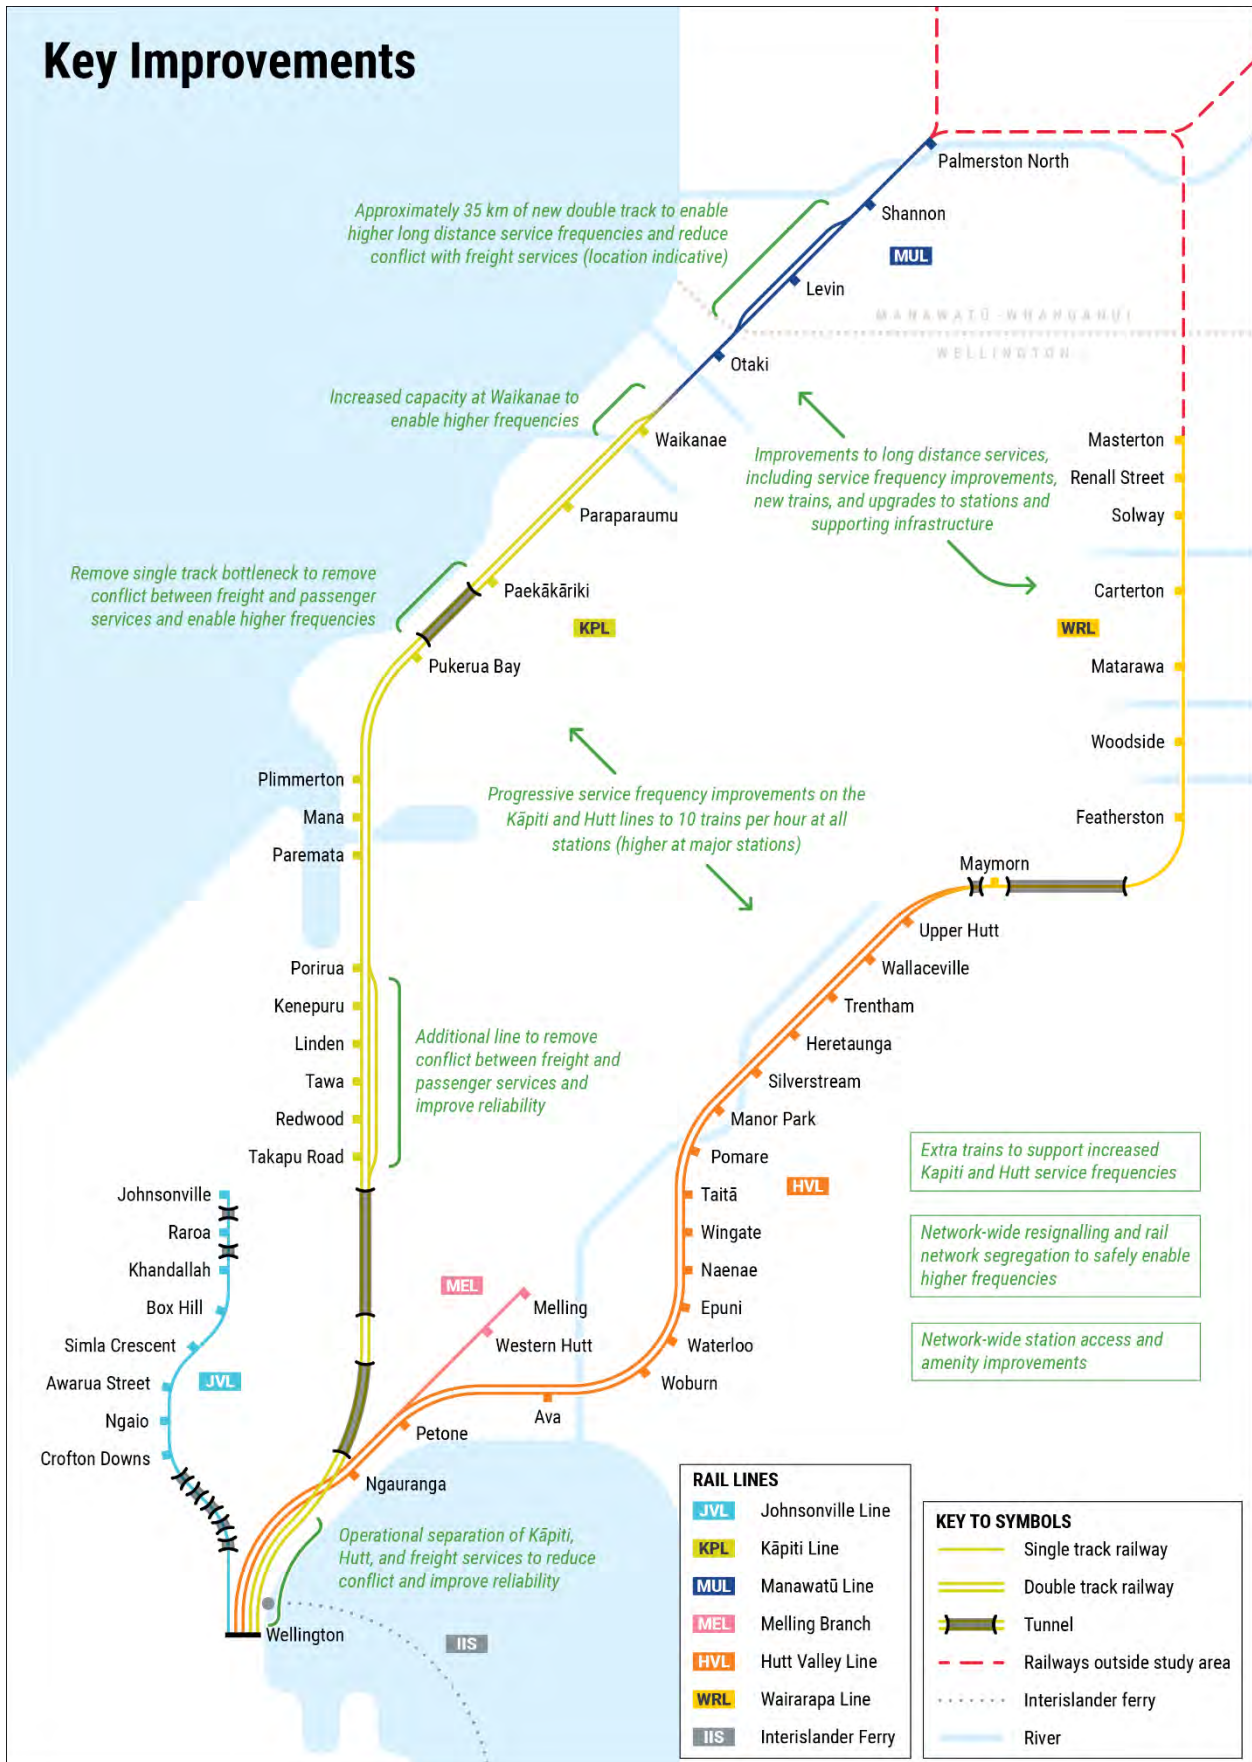 Key Improvements
Palmerston North
Approximately 35 km of new double track to enable
higher long distance service frequencies and reduce
conflict with freight services (location indicative)
Shannon
MUL
Levin
MANAWATŪ-WHANGANUI
WELLINGTON
Otaki
Increased capacity at Waikanae to
enable higher frequencies
Waikanae
Improvements to long distance services,
including service frequency improvements,
new trains, and upgrades to stations and
supporting infrastructure
Masterton
Renall Street
Solway
Paraparaumu
Remove single track bottleneck to remove
conflict between freight and passenger
services and enable higher frequencies
Paekākāriki
Carterton
KPL
WRL
Pukerua Bay
Matarawa
Woodside
Plimmerton
Mana
Paremata
Progressive service frequency improvements on the
Kāpiti and Hutt lines to 10 trains per hour at all
stations (higher at major stations)
Featherston
Maymorn
Upper Hutt
Wallaceville
Trentham
Heretaunga
Silverstream
Manor Park
Pomare
Porirua
Kenepuru
Linden
Tawa
Redwood
Takapu Road
Additional line to remove
conflict between freight and
passenger services and
improve reliability
HVL
Taitā
Wingate
Naenae
Epuni
Waterloo
Woburn
Ava
Extra trains to support increased
Kapiti and Hutt service frequencies
Network-wide resignalling and rail
network segregation to safely enable
higher frequencies
Network-wide station access and
amenity improvements
Johnsonville
Raroa
Khandallah
Box Hill
Simla Crescent
Awarua Street
JVL
Ngaio
Crofton Downs
MEL
Melling
Western Hutt
Petone
Ngauranga
Operational separation of Kāpiti,
Hutt, and freight services to reduce
conflict and improve reliability
Wellington
IIS
RAIL LINES
JVL Johnsonville Line
KPL Kāpiti Line
MUL Manawatū Line
MEL Melling Branch
HVL Hutt Valley Line
WRL Wairarapa Line
IIS Interislander Ferry
KEY TO SYMBOLS
Single track railway
Double track railway
Tunnel
Railways outside study area
Interislander ferry
River